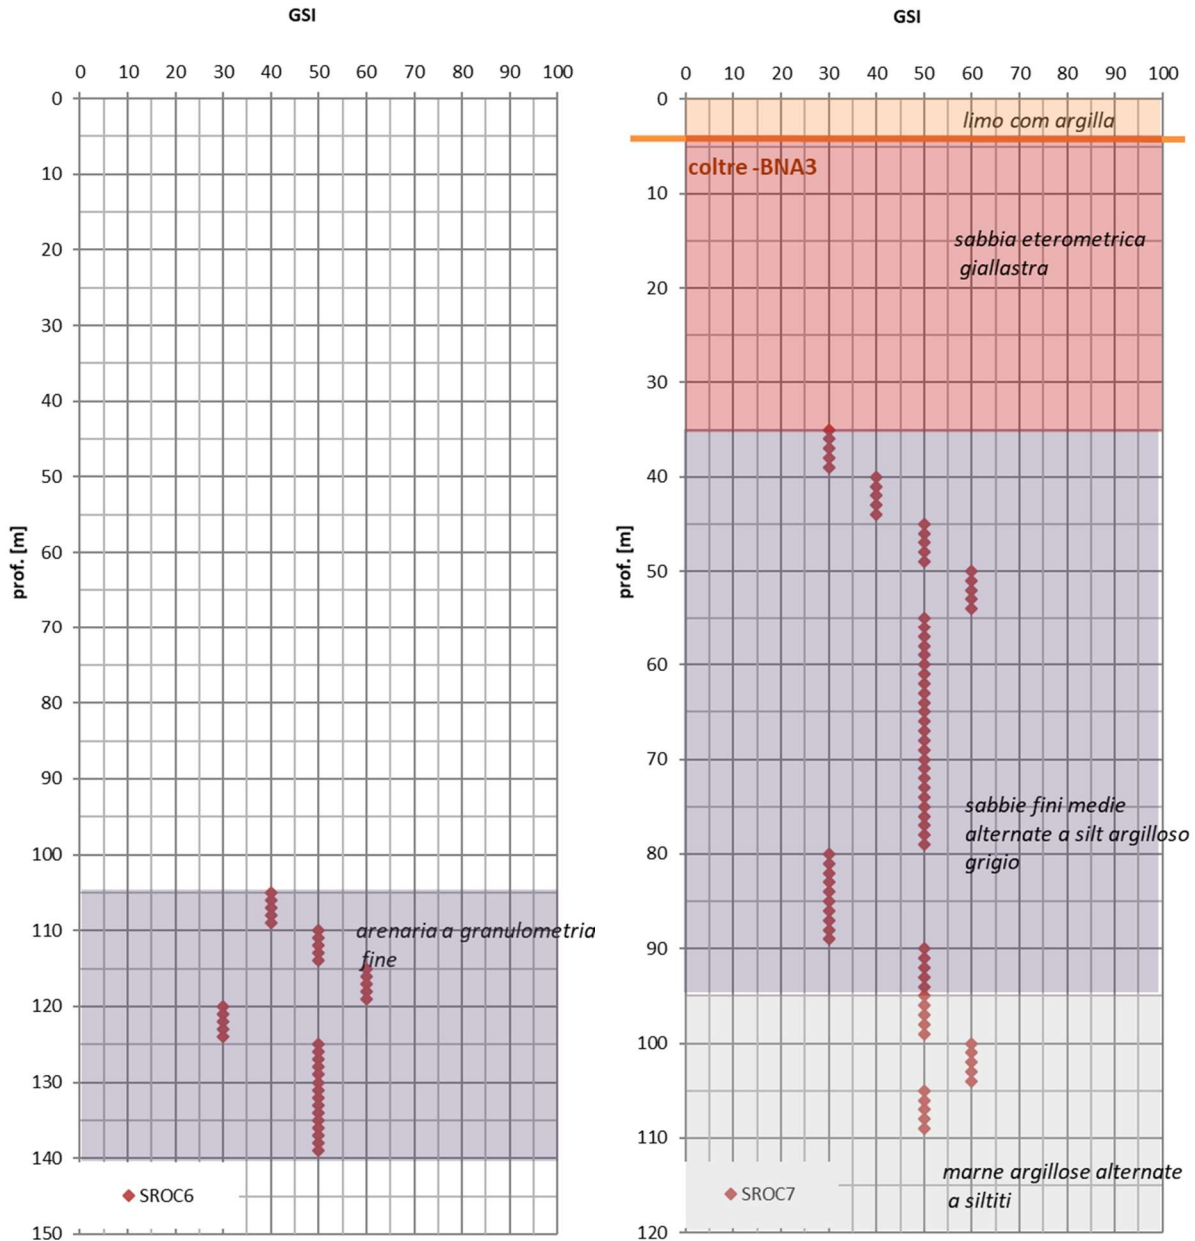 GSI
0 10 20 30 40 50 60 70 80 90 100
0
10
20
30
40
50
60
70
80
90
100
110
120
130
140
150
prof. [m]
arenaria a granulometria
fine
SROC6
GSI
0 10 20 30 40 50 60 70 80 90 100
0
10
20
30
40
50
60
70
80
90
100
110
120
prof. [m]
limo com argilla
coltre -BNA3
sabbia eterometrica
giallastra
sabbie fini medie
alternate a silt argilloso
grigio
marne argillose alternate
a siltiti
SROC7